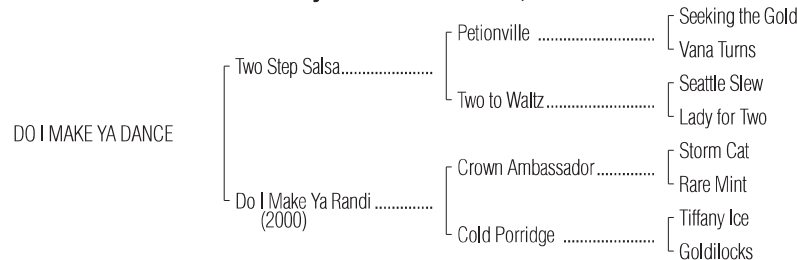 Seeking the Gold
Petionville ..................
Vana Turns
Two Step Salsa......................
Seattle Slew
Two to Waltz.................
Lady for Two
DO I MAKE YA DANCE
Storm Cat
Crown Ambassador............
Rare Mint
Do I Make Ya Randi ..............
(2000)
Tiffany Ice
Cold Porridge ..................
Goldilocks